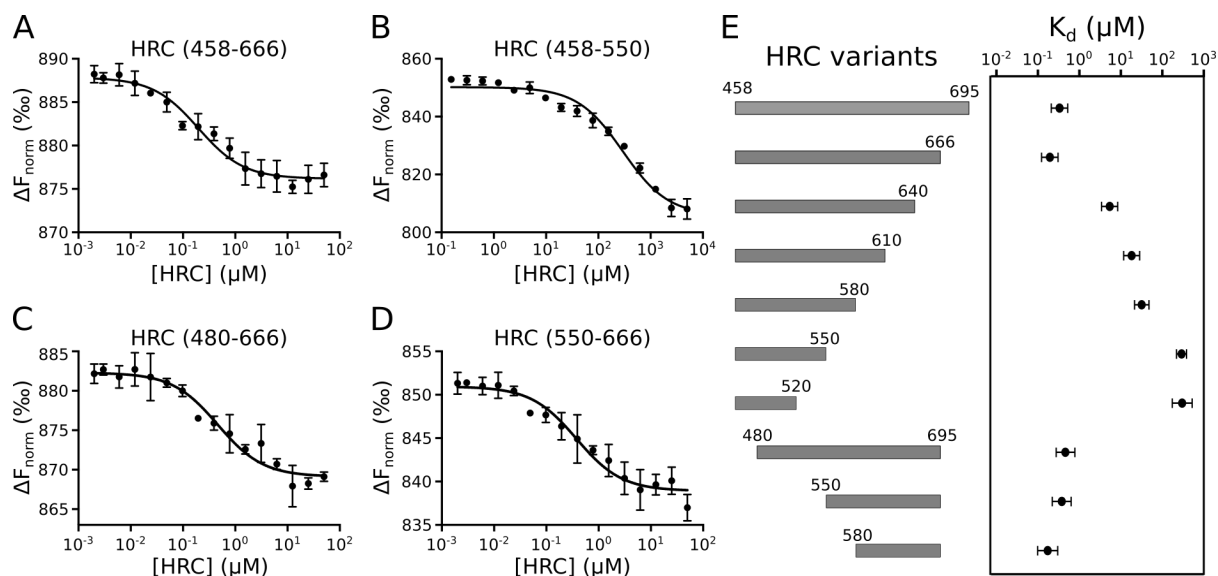 A
HRC (458-666)
ΔFnorm (‰)
890
885
880
875
870
10⁻³ 10⁻² 10⁻¹ 10⁰ 10¹ 10²
[HRC] (μM)
B
HRC (458-550)
ΔFnorm (‰)
860
840
820
800
10⁻¹ 10⁰ 10¹ 10² 10³ 10⁴
[HRC] (μM)
C
HRC (480-666)
ΔFnorm (‰)
885
880
875
870
865
10⁻³ 10⁻² 10⁻¹ 10⁰ 10¹ 10²
[HRC] (μM)
D
HRC (550-666)
ΔFnorm (‰)
855
850
845
840
835
10⁻³ 10⁻² 10⁻¹ 10⁰ 10¹ 10²
[HRC] (μM)
E
HRC variants
Kd (μM)
10⁻² 10⁻¹ 10⁰ 10¹ 10² 10³
458 695
666
640
610
580
550
520
480 695
550
580